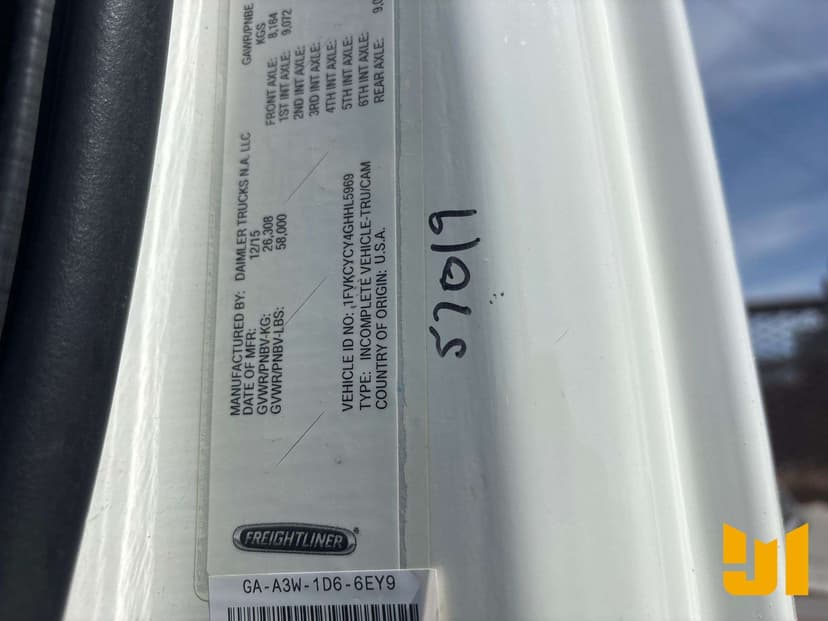 MANUFACTURED BY: DAIMLER TRUCKS N.A. LLC
DATE OF MFR: 12/15
GVWR/PNBV-KG: 26,308
GVWR/PNBV-LBS: 58,000
GAWR/PNBE
KGS
FRONT AXLE: 8,164
1ST INT AXLE: 9,072
2ND INT AXLE:
3RD INT AXLE:
4TH INT AXLE:
5TH INT AXLE:
6TH INT AXLE:
REAR AXLE:
VEHICLE ID NO: 1FVKCYCY4GHHL5969
TYPE: INCOMPLETE VEHICLE-TRU/CAM
COUNTRY OF ORIGIN: U.S.A.
FREIGHTLINER®
GA-A3W-1D6-6EY9
57019